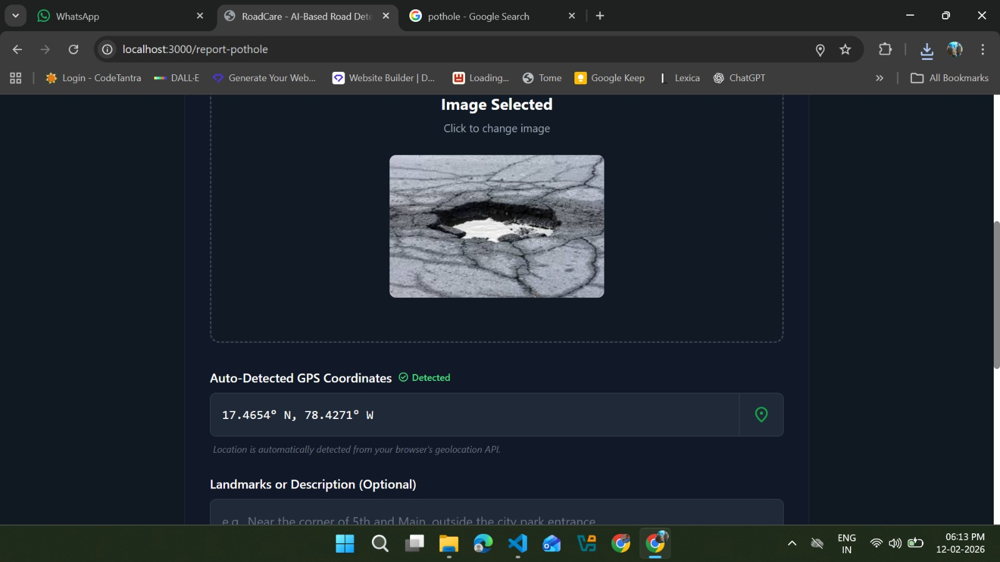 WhatsApp
RoadCare - AI-Based Road Dete
pothole - Google Search
localhost:3000/report-pothole
Login - CodeTantra
DALL·E
Generate Your Web...
Website Builder | D...
Loading...
Tome
Google Keep
Lexica
ChatGPT
All Bookmarks
Image Selected
Click to change image
Auto-Detected GPS Coordinates
Detected
17.4654° N, 78.4271° W
Location is automatically detected from your browser's geolocation API.
Landmarks or Description (Optional)
e.g., Near the corner of 5th and Main, outside the city park entrance
ENG
IN
06:13 PM
12-02-2026